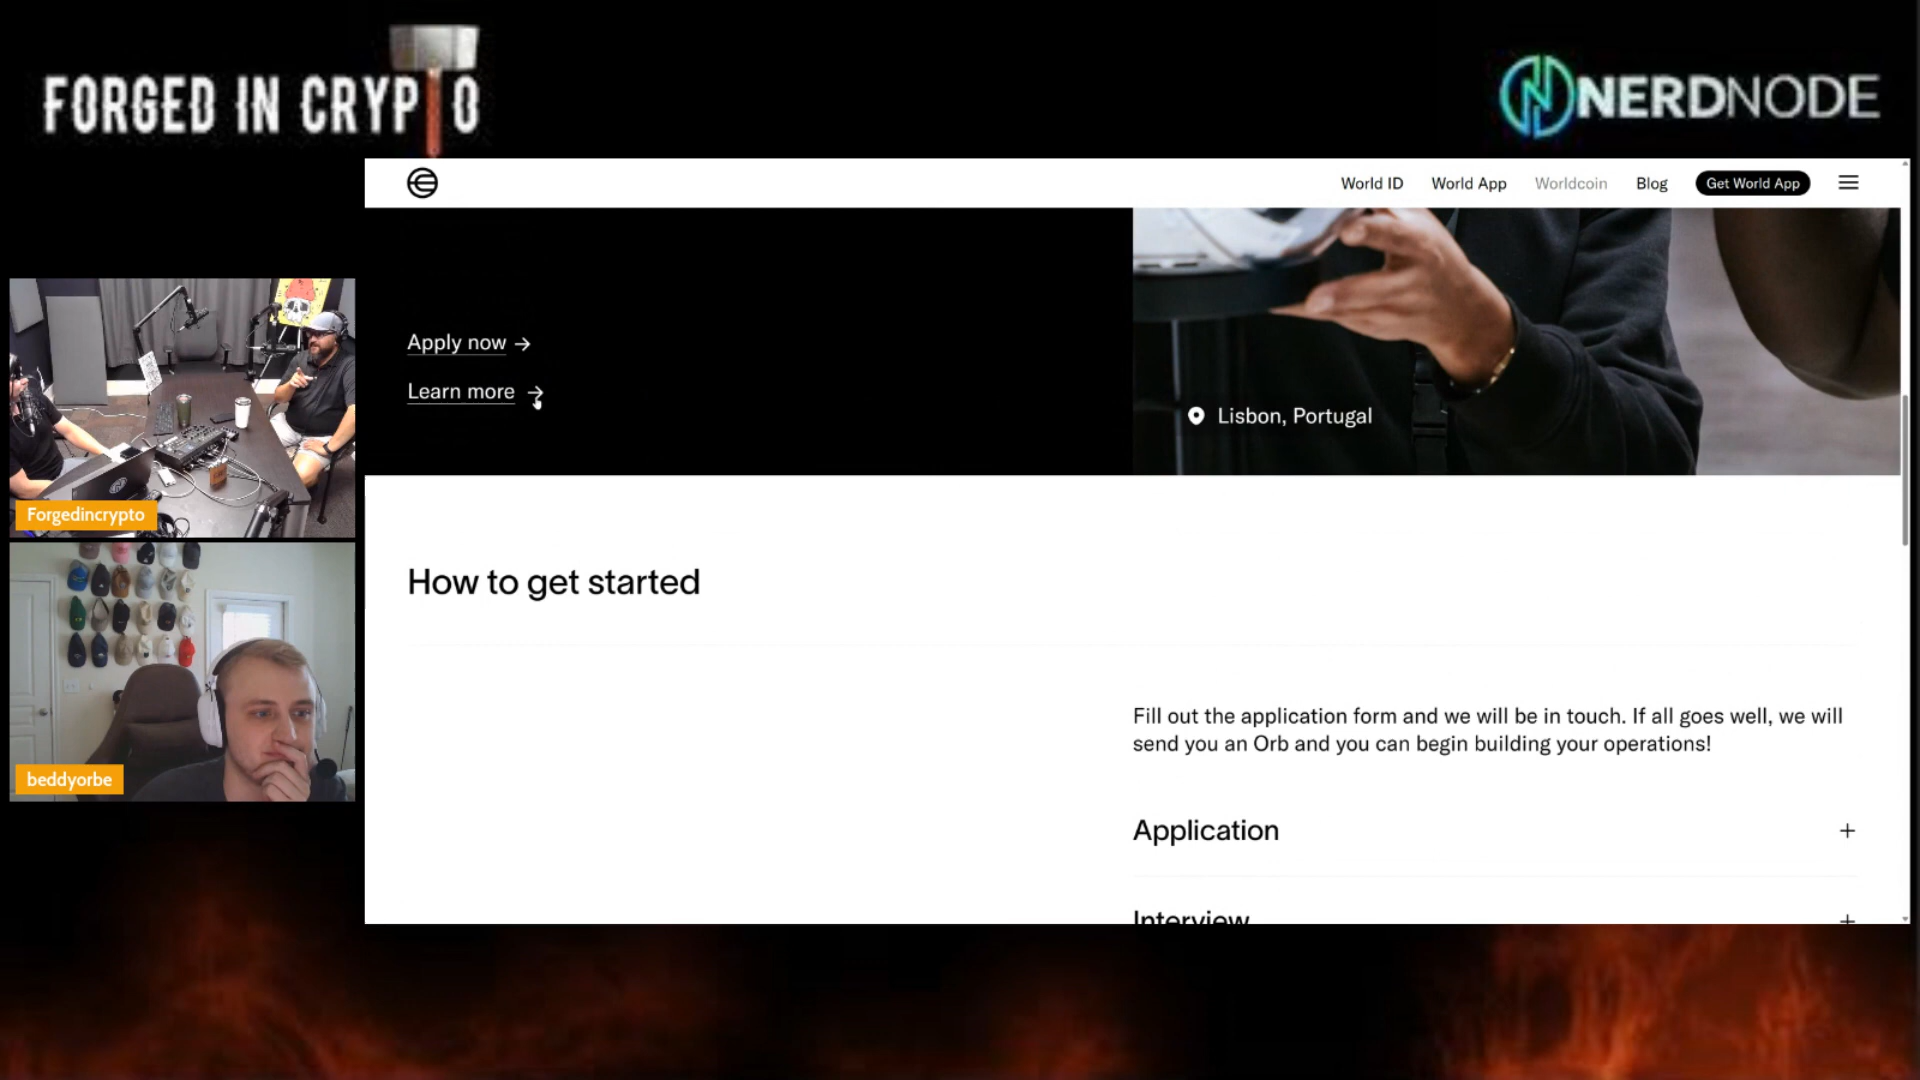 FORGED IN CRYPTO
NERDNODE
World ID
World App
Worldcoin
Blog
Get World App
Apply now →
Learn more →
Lisbon, Portugal
How to get started
Fill out the application form and we will be in touch. If all goes well, we will
send you an Orb and you can begin building your operations!
Application +
Interview +
Forgedincrypto
beddyorbe